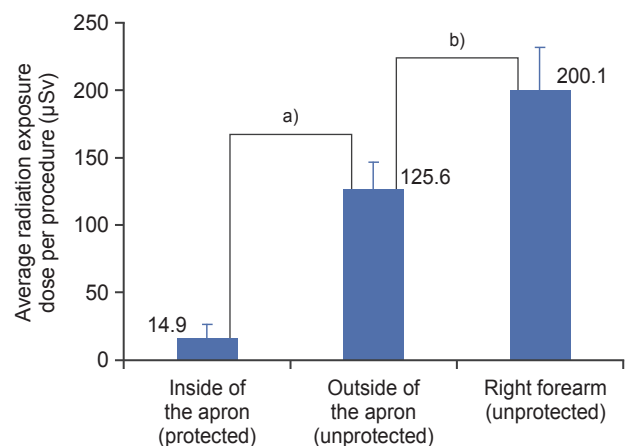 Average radiation exposure
dose per procedure (μSv)
250
200
150
100
50
0
a)
b)
14.9
125.6
200.1
Inside of
the apron
(protected)
Outside of
the apron
(unprotected)
Right forearm
(unprotected)